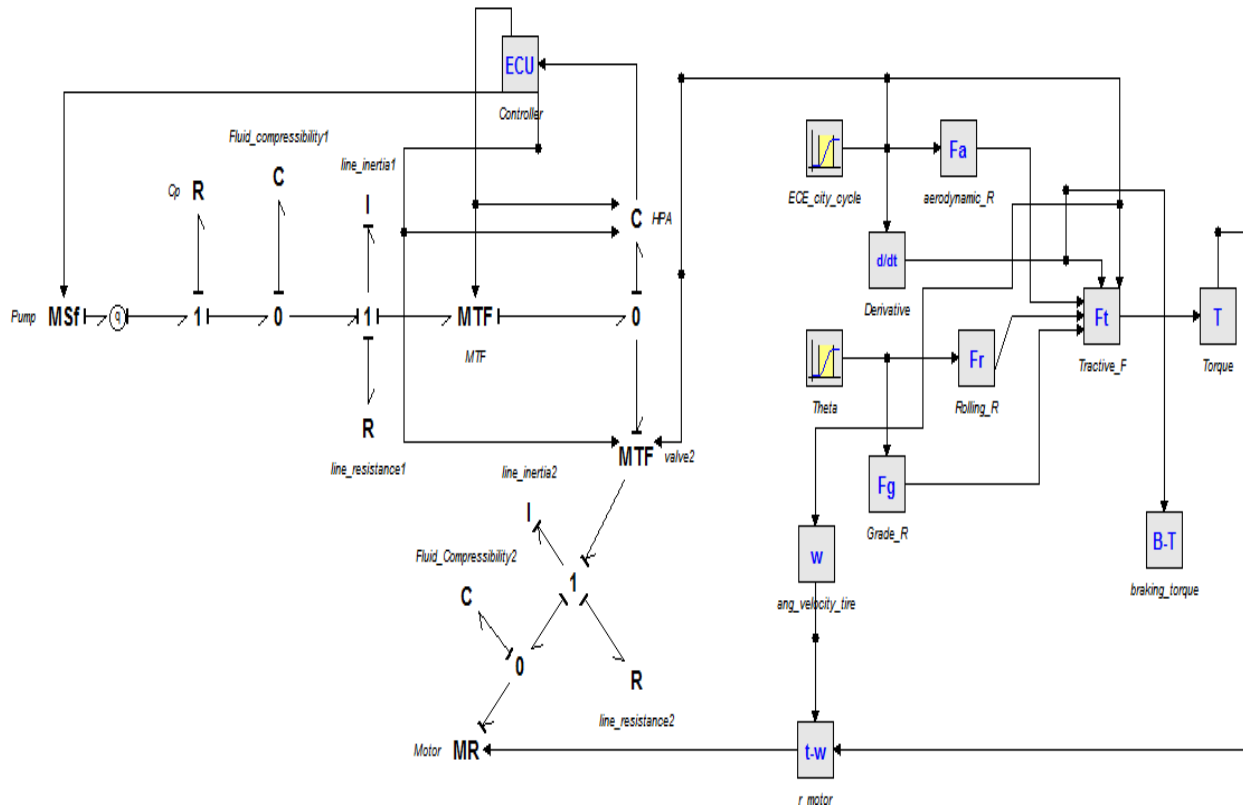 ECU
Controller
Fluid_compressibility1
line_inertia1
Cp
R
C
I
C
HPA
ECE_city_cycle
Fa
aerodynamic_R
d/dt
Derivative
Pump
MSf
q
1
0
1
MTF
MTF
0
Ft
Tractive_F
T
Torque
Theta
Fr
Rolling_R
R
line_resistance1
MTF
valve2
line_inertia2
I
Fg
Grade_R
Fluid_Compressibility2
C
1
w
ang_velocity_tire
B-T
braking_torque
0
R
line_resistance2
Motor
MR
t-w
r_motor